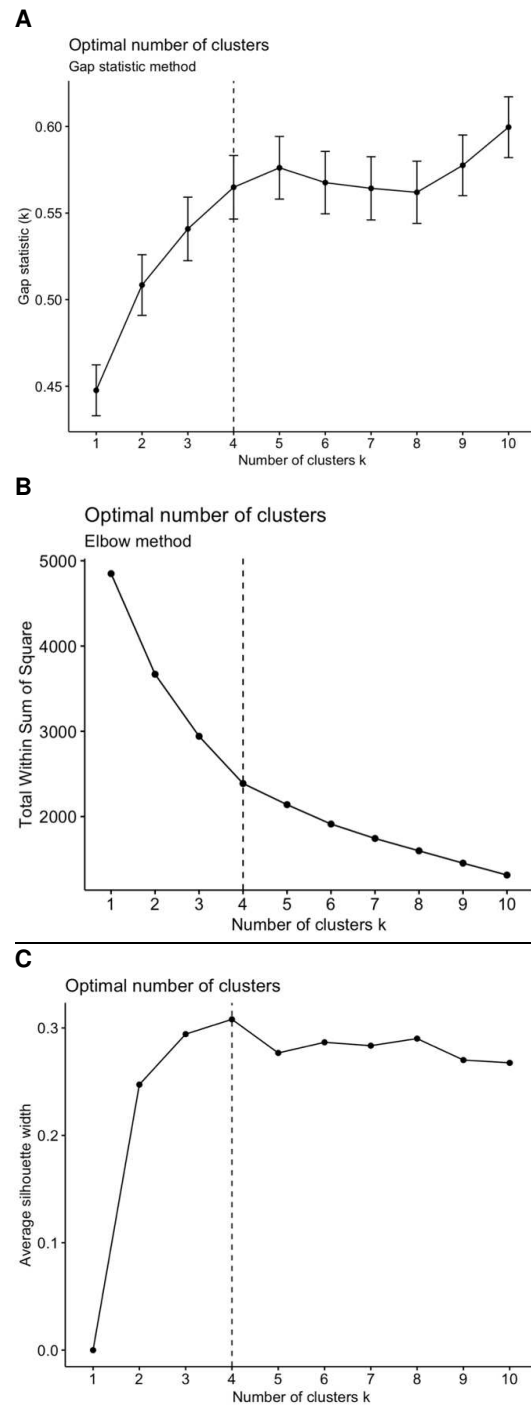 A
Optimal number of clusters
Gap statistic method
Gap statistic (k)
0.60
0.55
0.50
0.45
1 2 3 4 5 6 7 8 9 10
Number of clusters k
B
Optimal number of clusters
Elbow method
Total Within Sum of Square
5000
4000
3000
2000
1 2 3 4 5 6 7 8 9 10
Number of clusters k
C
Optimal number of clusters
Average silhouette width
0.3
0.2
0.1
0.0
1 2 3 4 5 6 7 8 9 10
Number of clusters k